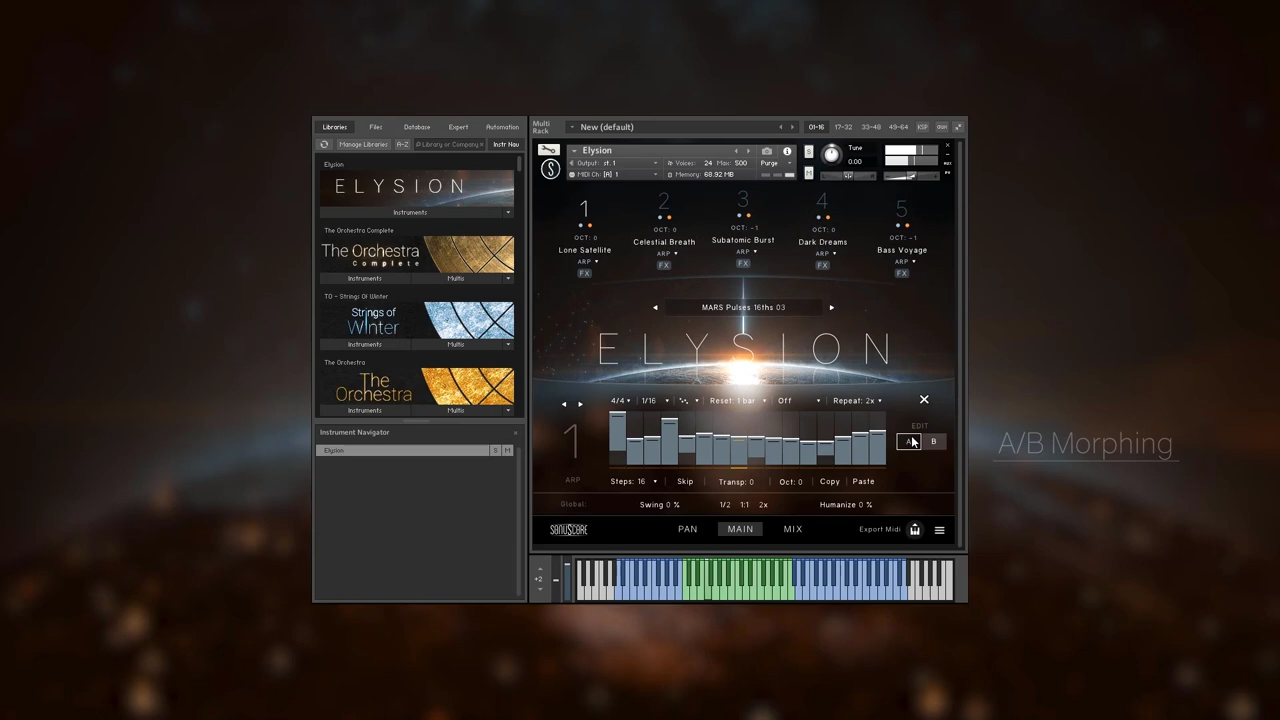 Libraries Files Database Expert Automation
Manage Libraries A-Z Library or Company Instr Nav
Elysion
ELYSION
Instruments
The Orchestra Complete
The Orchestra
Complete
Instruments Multis
TO - Strings Of Winter
Strings of
Winter
Instruments Multis
The Orchestra
The
Orchestra
Instruments Multis
Instrument Navigator ×
Elysion S M
Multi
Rack
New (default) 01-16 17-32 33-48 49-64 KSP
Elysion
Output: st.1 Voices: 24 Max: 500 Purge
MIDI Ch: [A] 1 Memory: 68.92 MB
S
M
Tune
0.00
1 2 3 4 5
OCT: 0 OCT: 0 OCT: -1 OCT: 0 OCT: -1
Lone Satellite Celestial Breath Subatomic Burst Dark Dreams Bass Voyage
ARP ARP ARP ARP ARP
FX FX FX FX FX
MARS Pulses 16ths 03
ELYSION
4/4 1/16 Reset: 1 bar Off Repeat: 2x
1
ARP
EDIT
A B
Steps: 16 Skip Transp: 0 Oct: 0 Copy Paste
Global: Swing 0 % 1/2 1:1 2x Humanize 0 %
SONUSCORE PAN MAIN MIX Export Midi
+2
A/B Morphing